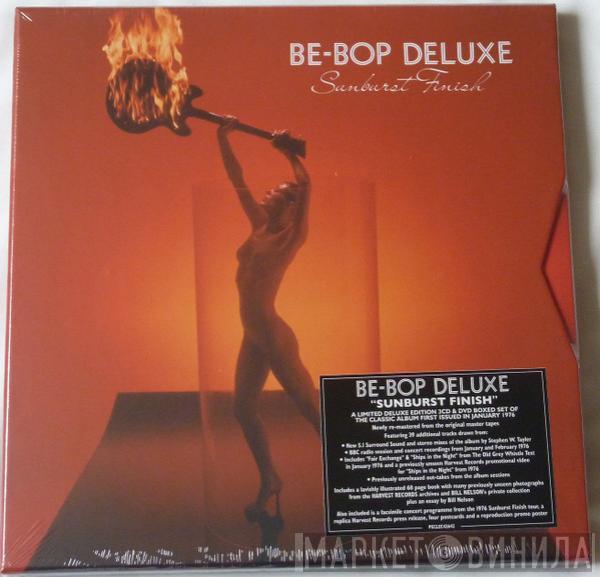 BE-BOP DELUXE
Sunburst Finish
BE-BOP DELUXE
"SUNBURST FINISH"
A LIMITED DELUXE EDITION 3CD & DVD BOXED SET OF
THE CLASSIC ALBUM FIRST ISSUED IN JANUARY 1976
Newly re-mastered from the original master tapes
Featuring 39 additional tracks drawn from:
• New 5.1 Surround Sound and stereo mixes of the album by Stephen W. Tayler
• BBC radio session and concert recordings from January and February 1976
• Includes "Fair Exchange" & "Ships in the Night" from The Old Grey Whistle Test
in January 1976 and a previously unseen Harvest Records promotional video
for "Ships in the Night" from 1976
• Previously unreleased out-takes from the album sessions
Includes a lavishly illustrated 68 page book with many previously unseen photographs
from the HARVEST RECORDS archives and BILL NELSON's private collection
plus an essay by Bill Nelson
Also included is a facsimile concert programme from the 1976 Sunburst Finish tour, a
replica Harvest Records press release, four postcards and a reproduction promo poster
МАРКЕТ ВИНИЛА